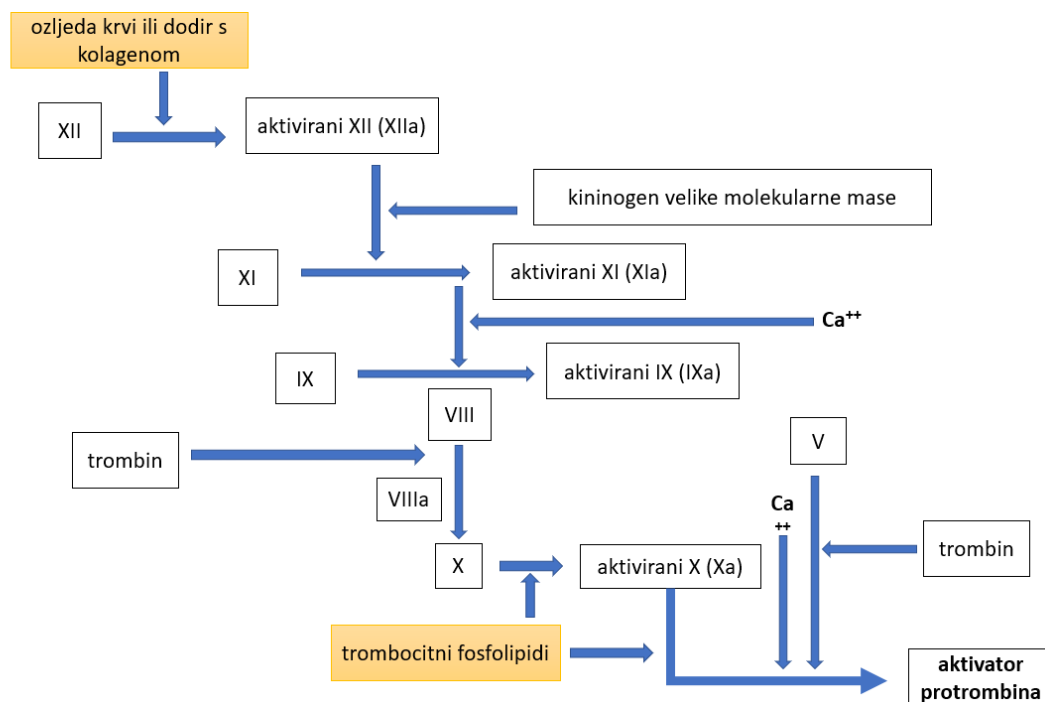 ozljeda krvi ili dodir s
kolagenom
XII
aktivirani XII (XIIa)
kininogen velike molekularne mase
XI
aktivirani XI (XIa)
Ca++
IX
aktivirani IX (IXa)
VIII
V
trombin
VIIIa
Ca
++
trombin
X
aktivirani X (Xa)
trombocitni fosfolipidi
aktivator
protrombina